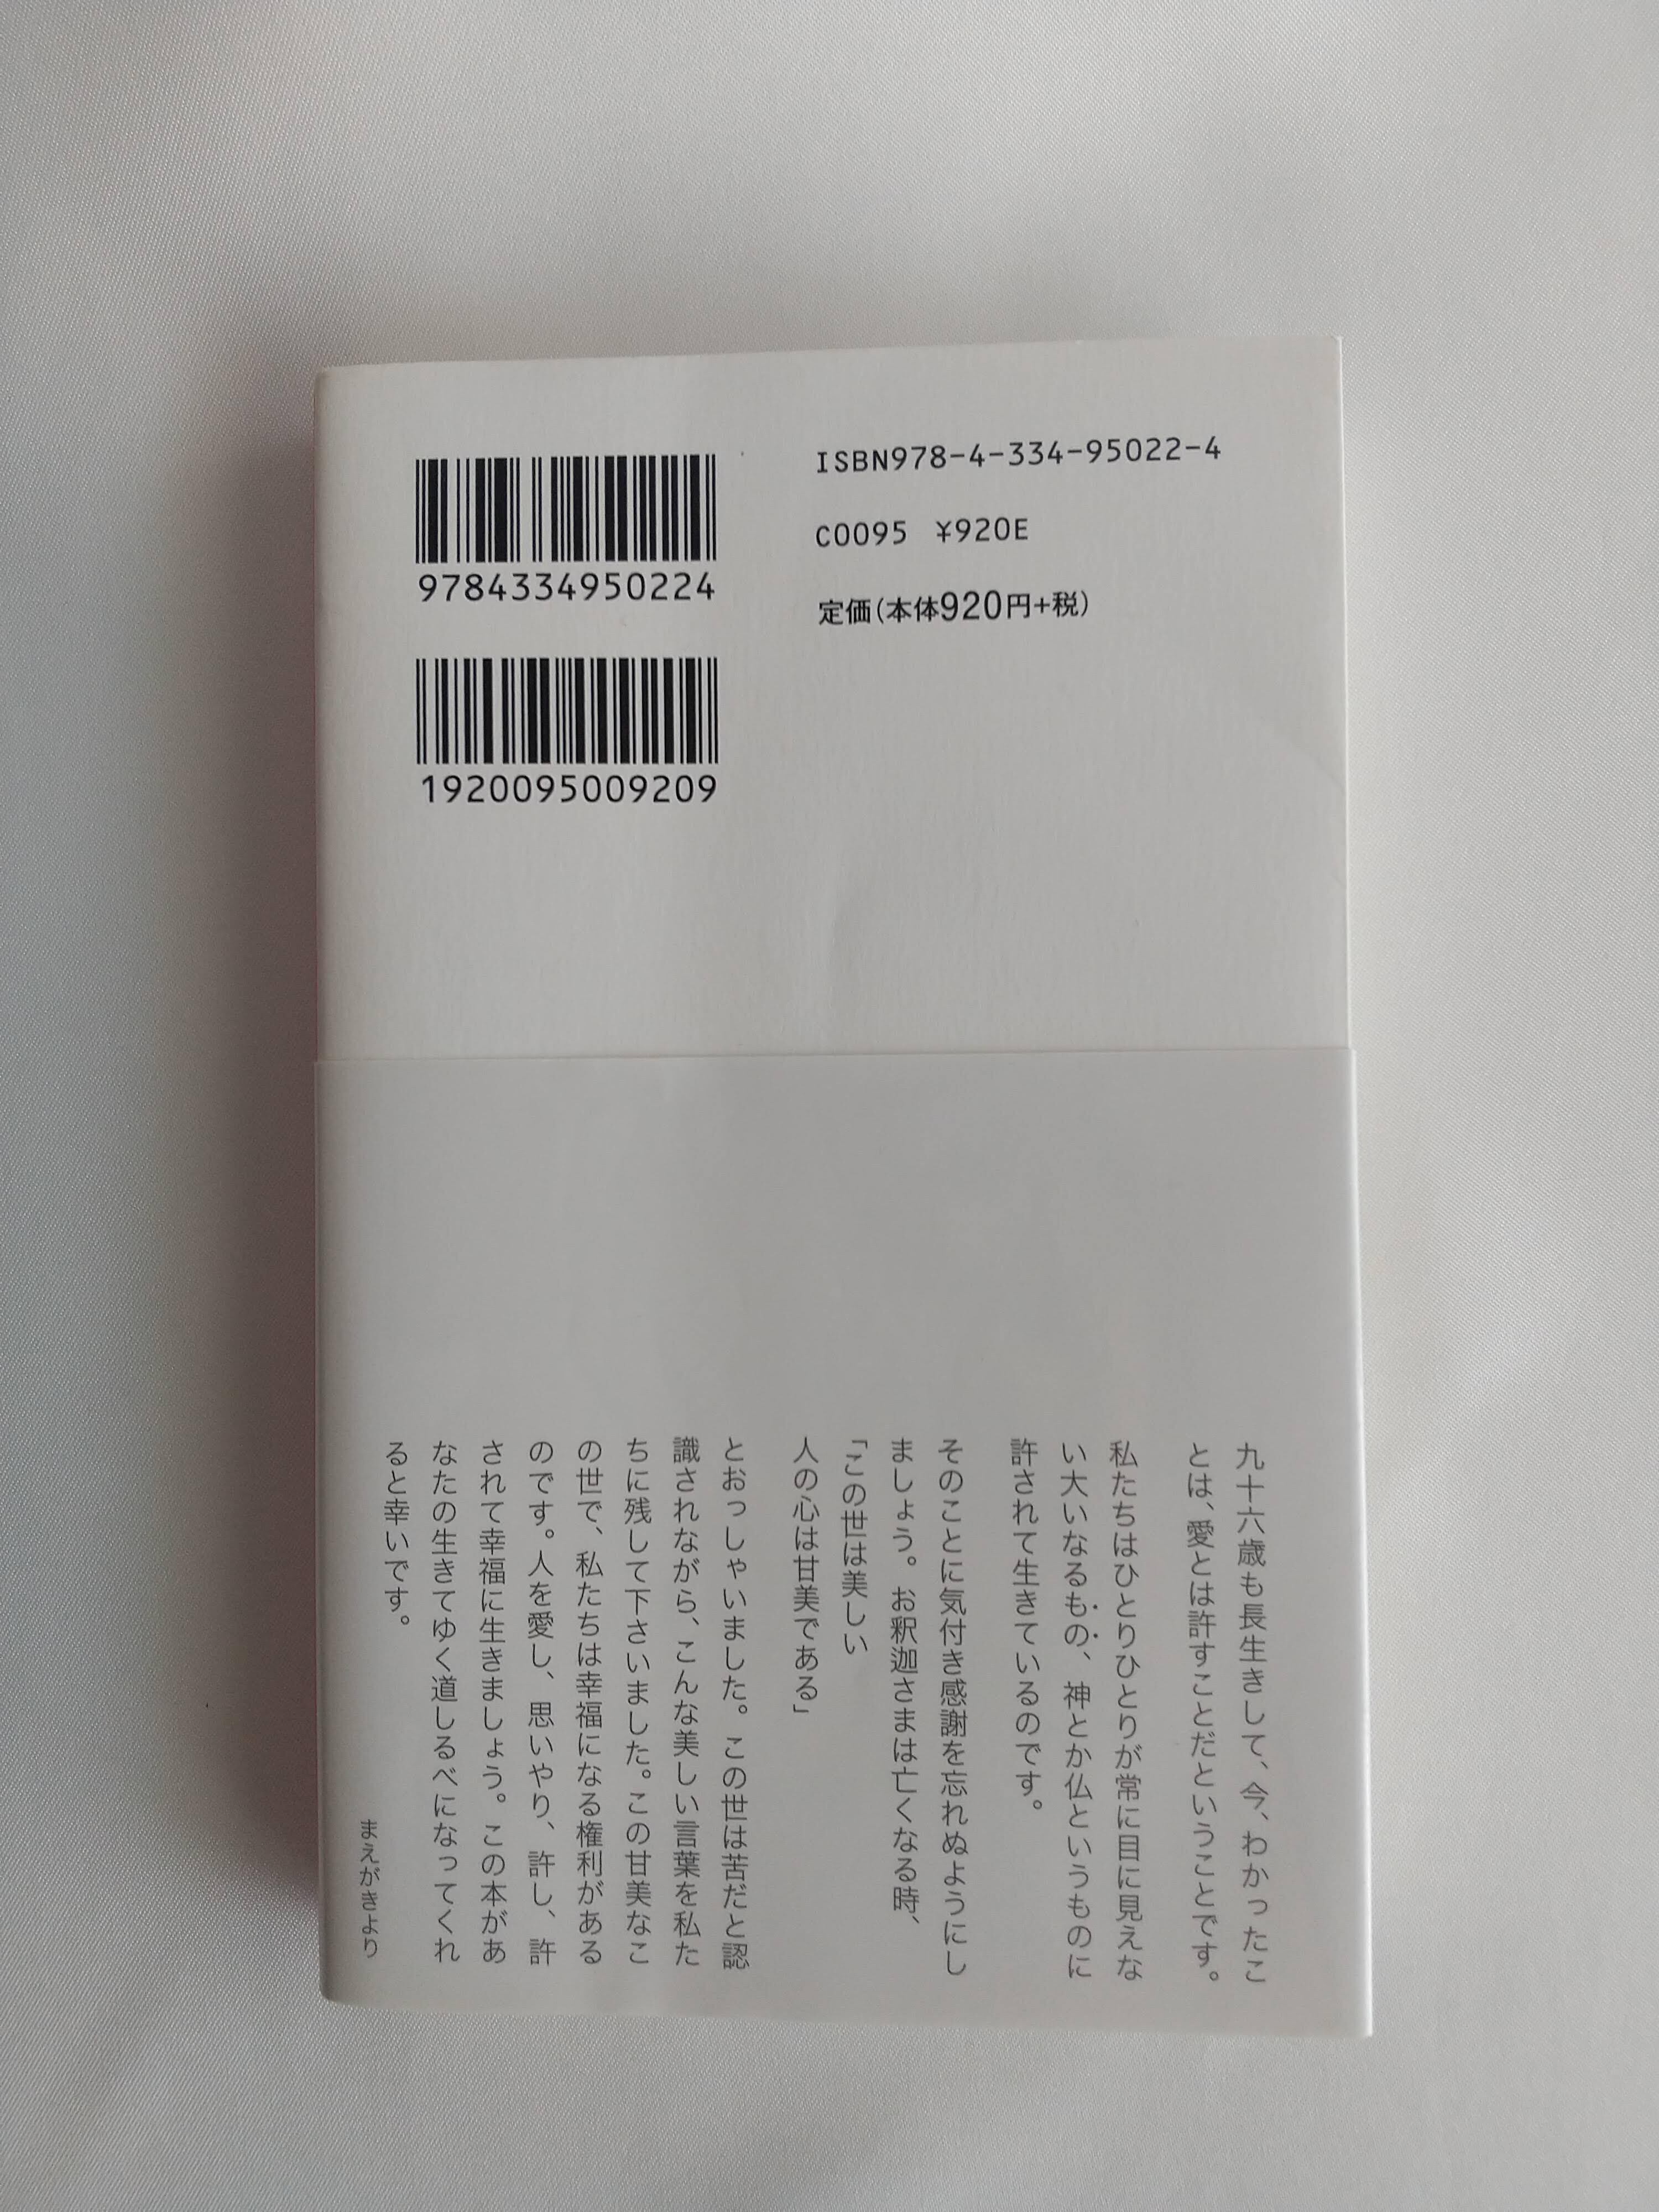 9784334950224
1920095009209
ISBN978-4-334-95022-4
C0095 ¥920E
定価(本体920円+税)
九十六歳も長生きして、今、わかったこ
とは、愛とは許すことだということです。
私たちはひとりひとりが常に目に見えな
い大いなるもの、神とか仏というものに
許されて生きているのです。
そのことに気付き感謝を忘れぬようにし
ましょう。お釈迦さまは亡くなる時、
「この世は美しい
人の心は甘美である」
とおっしゃいました。この世は苦だと認
識されながら、こんな美しい言葉を私た
ちに残して下さいました。この甘美なこ
の世で、私たちは幸福になる権利がある
のです。人を愛し、思いやり、許し、許
されて幸福に生きましょう。この本があ
なたの生きてゆく道しるべになってくれ
ると幸いです。
まえがきより